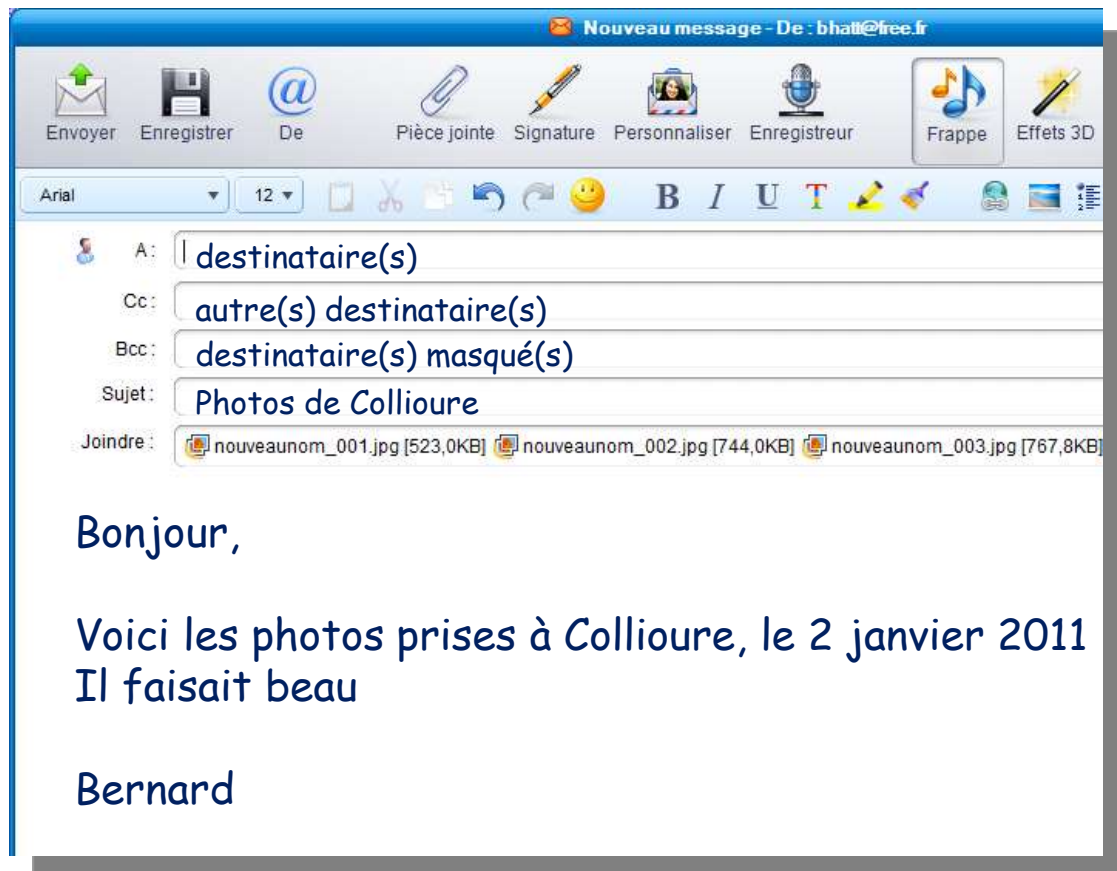 Nouveau message - De : bhatt@free.fr
Envoyer Enregistrer De Pièce jointe Signature Personnaliser Enregistreur Frappe Effets 3D
Arial 12 B I U T
A : destinataire(s)
Cc : autre(s) destinataire(s)
Bcc : destinataire(s) masqué(s)
Sujet : Photos de Collioure
Joindre : nouveaunom_001.jpg [523,0KB] nouveaunom_002.jpg [744,0KB] nouveaunom_003.jpg [767,8KB]
Bonjour,
Voici les photos prises à Collioure, le 2 janvier 2011
Il faisait beau
Bernard